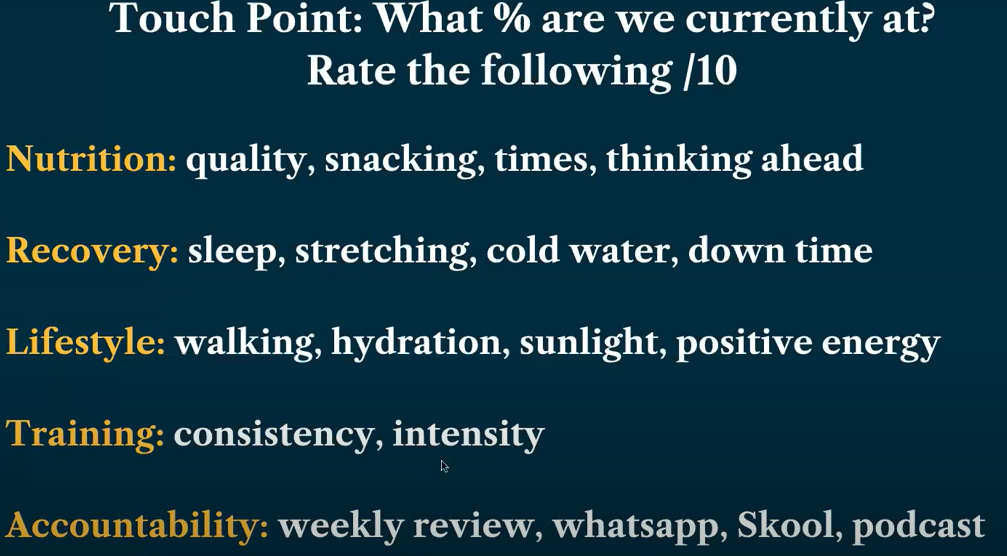 Touch Point: What % are we currently at?
Rate the following /10
Nutrition: quality, snacking, times, thinking ahead
Recovery: sleep, stretching, cold water, down time
Lifestyle: walking, hydration, sunlight, positive energy
Training: consistency, intensity
Accountability: weekly review, whatsapp, Skool, podcast